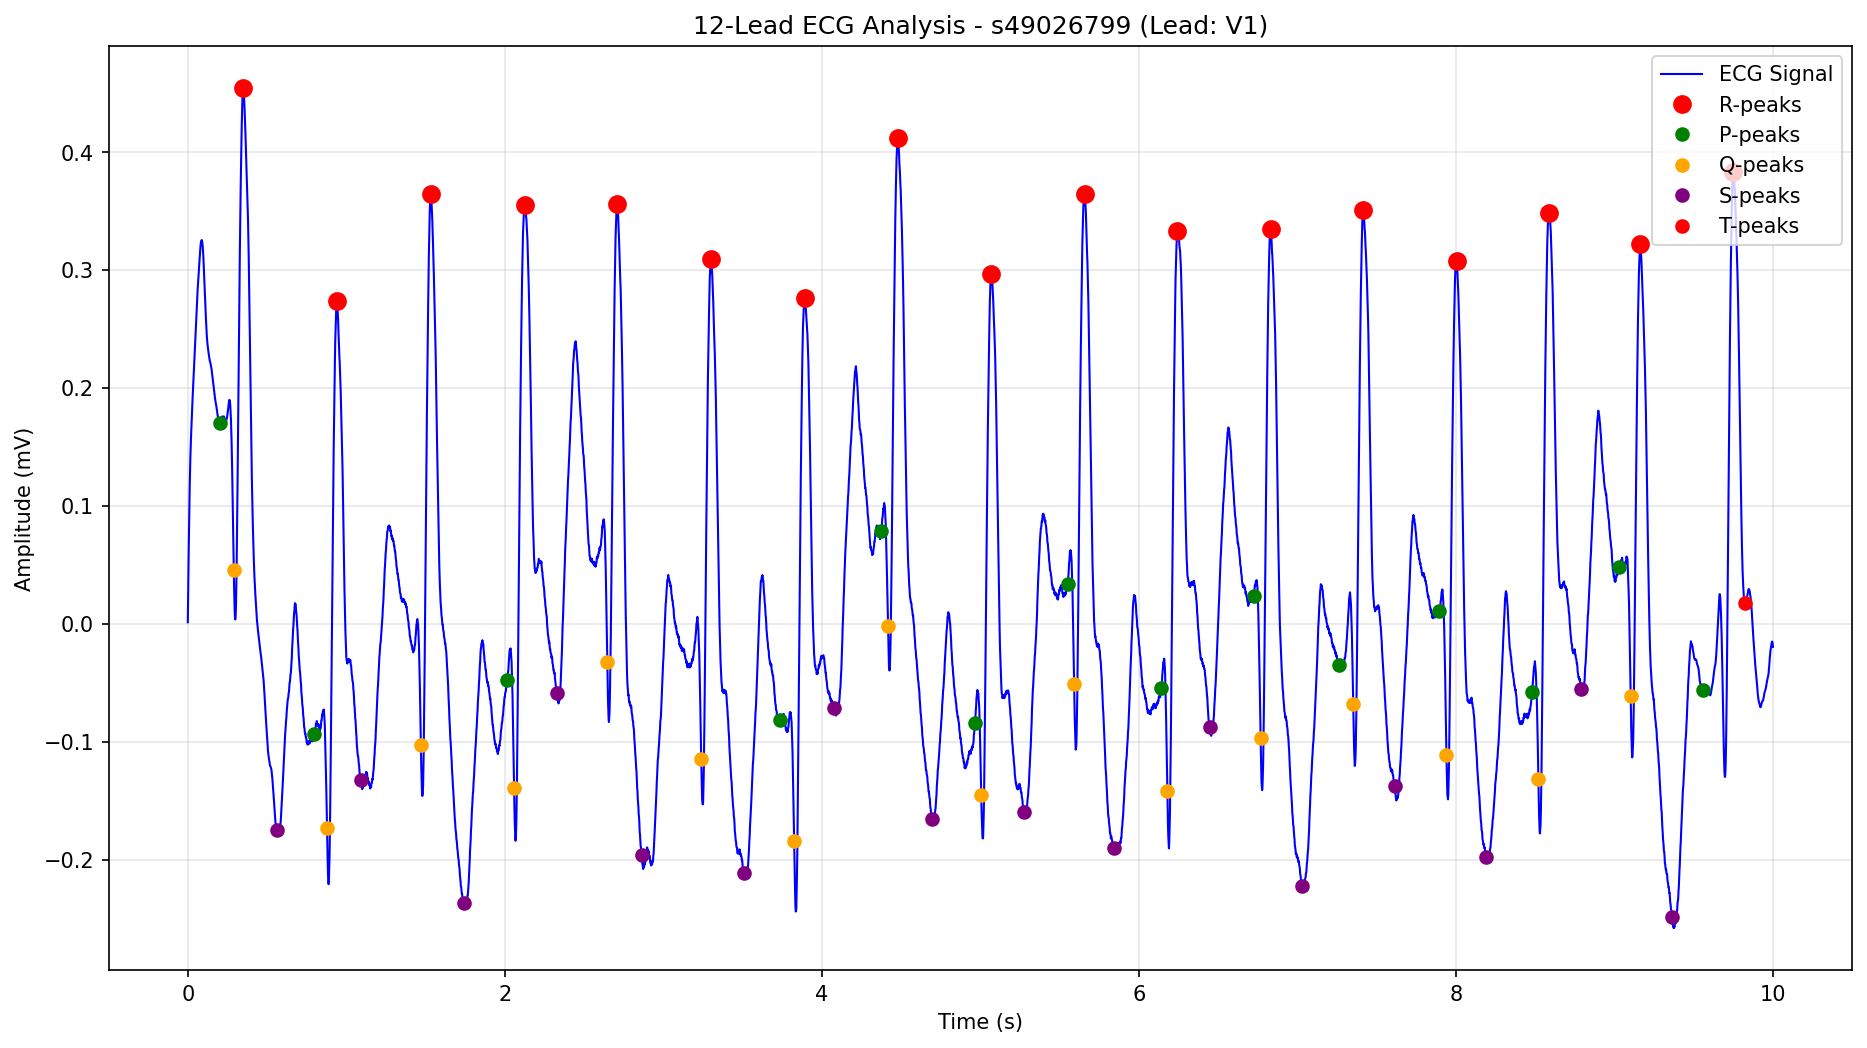 12-Lead ECG Analysis - s49026799 (Lead: V1)
ECG Signal
R-peaks
P-peaks
Q-peaks
S-peaks
T-peaks
Amplitude (mV)
0.4
0.3
0.2
0.1
0.0
−0.1
−0.2
0 2 4 6 8 10
Time (s)